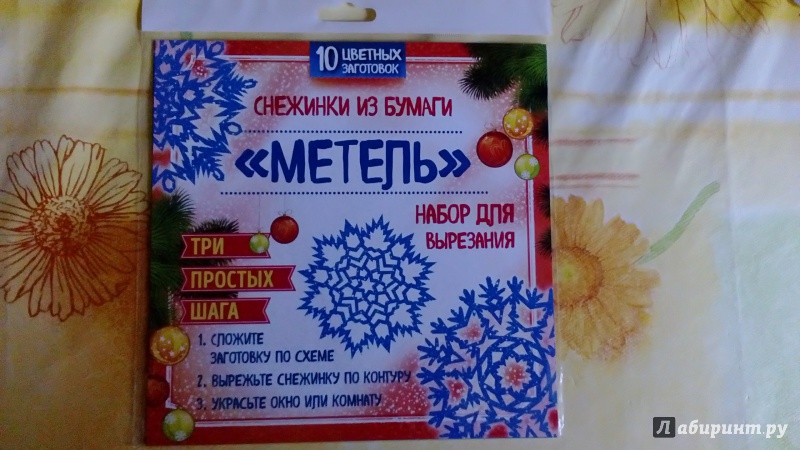 10 ЦВЕТНЫХ
ЗАГОТОВОК
СНЕЖИНКИ ИЗ БУМАГИ
«МЕТЕЛЬ»
НАБОР ДЛЯ
ВЫРЕЗАНИЯ
ТРИ
ПРОСТЫХ
ШАГА
1. СЛОЖИТЕ
ЗАГОТОВКУ ПО СХЕМЕ
2. ВЫРЕЖЬТЕ СНЕЖИНКУ ПО КОНТУРУ
3. УКРАСЬТЕ ОКНО ИЛИ КОМНАТУ
Лабиринт.ру